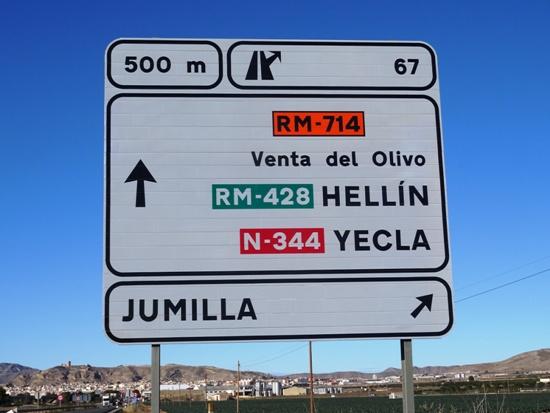 500 m 67
RM-714
Venta del Olivo
RM-428 HELLÍN
N-344 YECLA
JUMILLA